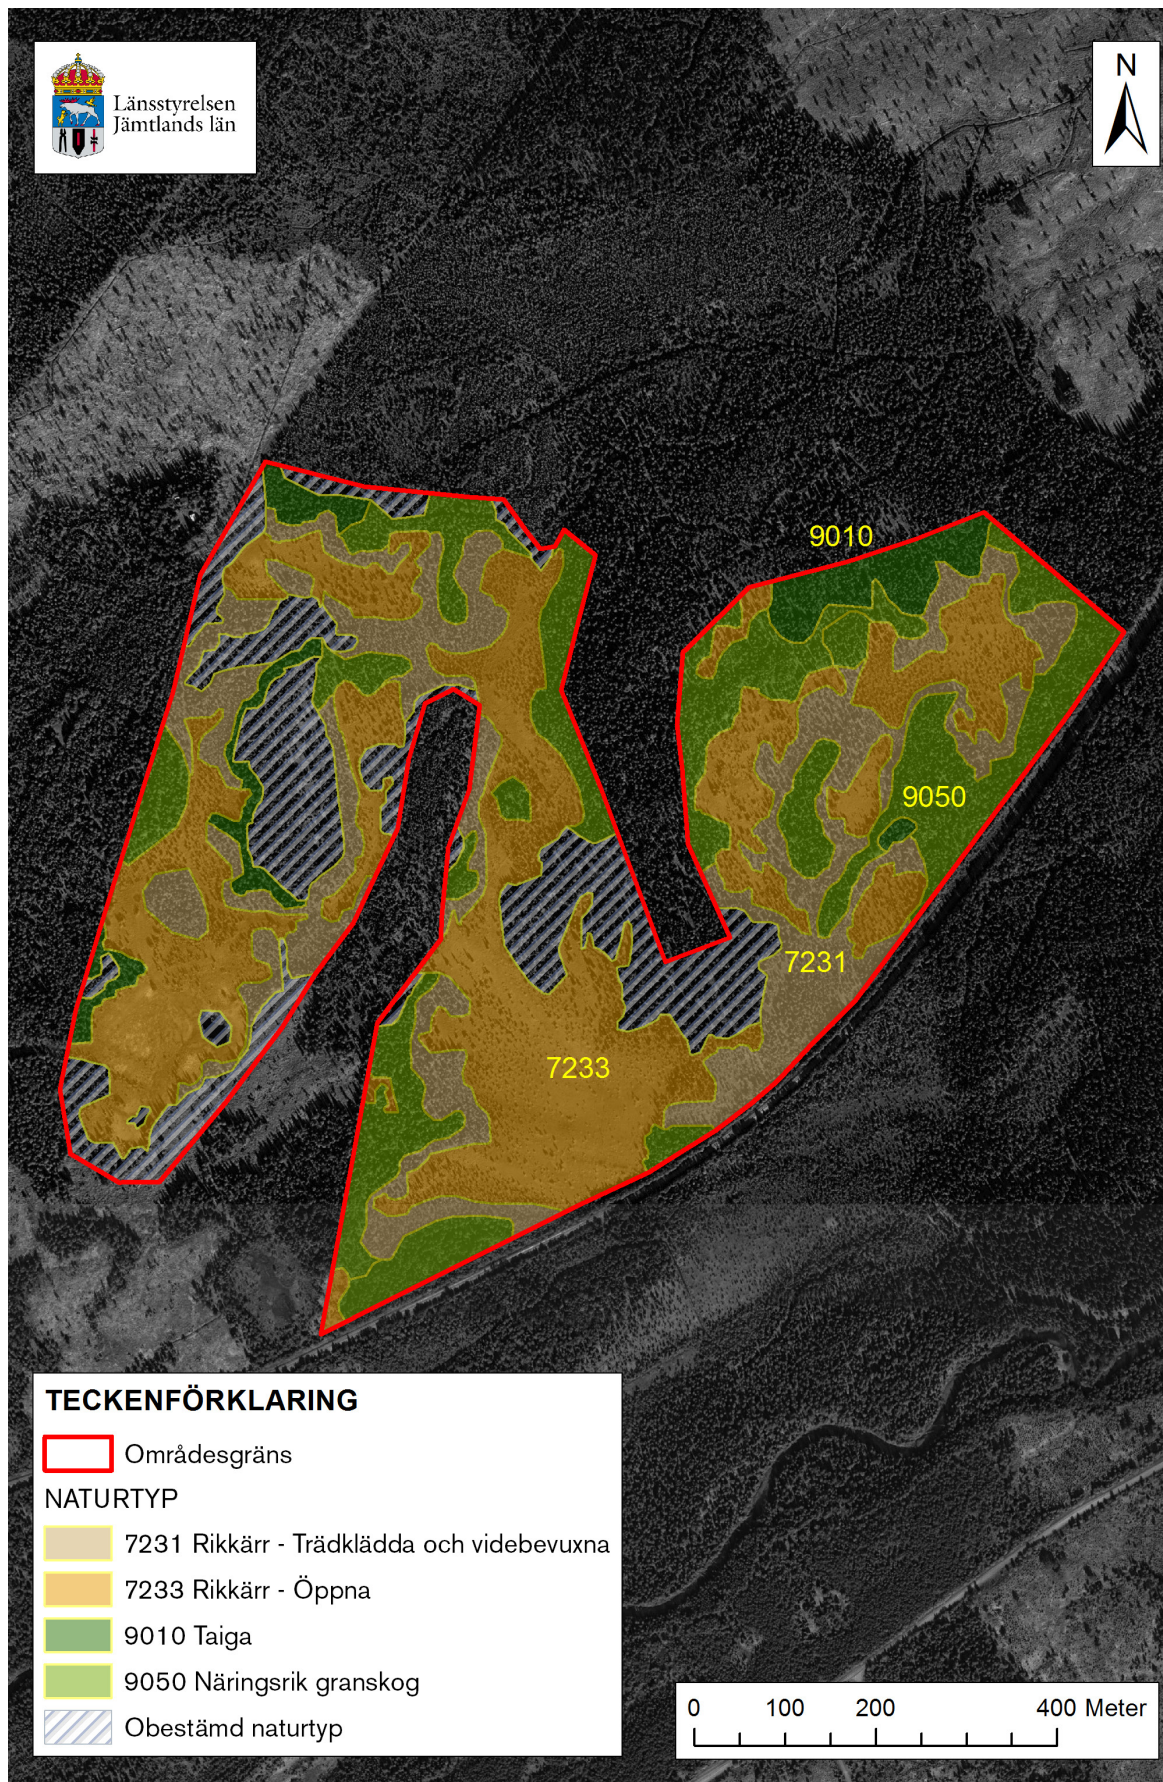 Länsstyrelsen
Jämtlands län
N
9010
9050
7231
7233
TECKENFÖRKLARING
Områdesgräns
NATURTYP
7231 Rikkärr - Trädklädda och videbevuxna
7233 Rikkärr - Öppna
9010 Taiga
9050 Näringsrik granskog
Obestämd naturtyp
0 100 200 400 Meter